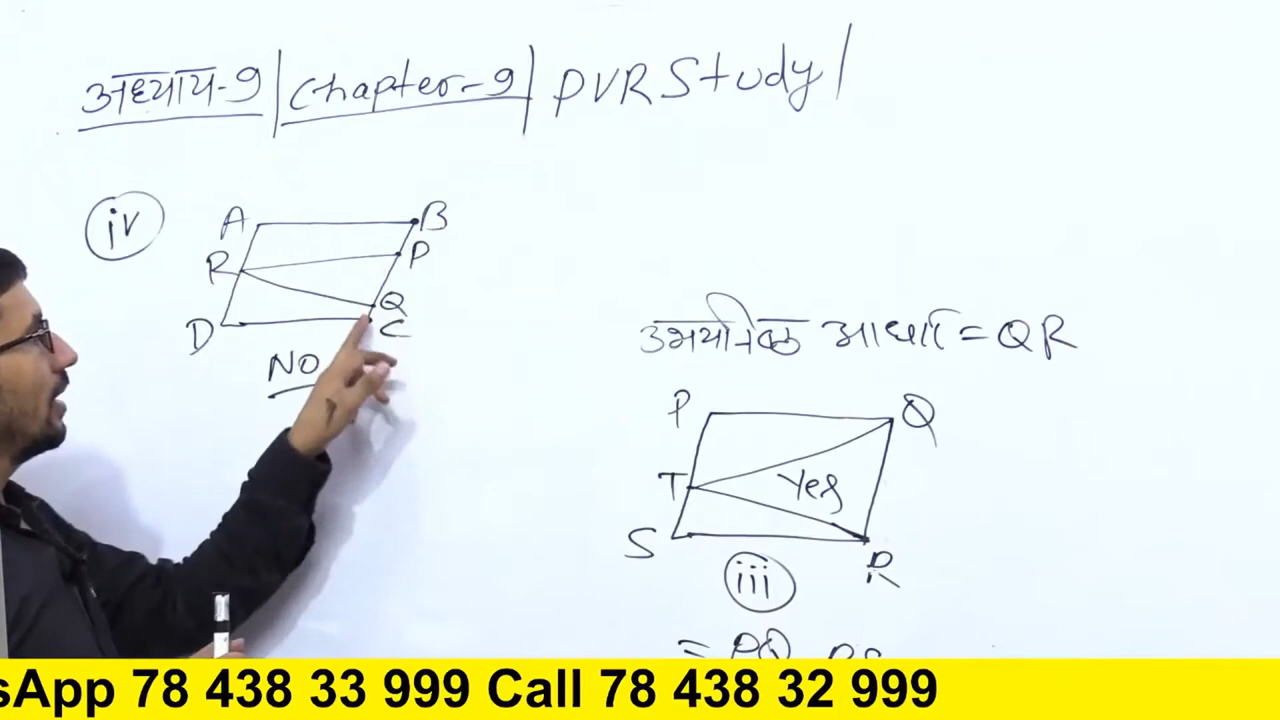 अध्याय-9 | Chapter-9 | PVR Study |
iv
A B
R P
Q
D C
NO
उभयनिष्ठ आधार = QR
P Q
T Yes
S R
iii
= PQ
sApp 78 438 33 999 Call 78 438 32 999